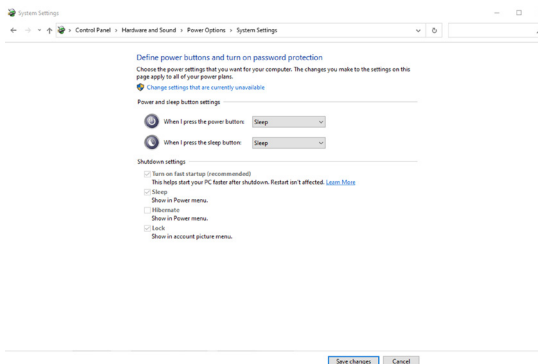 System Settings
Control Panel > Hardware and Sound > Power Options > System Settings
Define power buttons and turn on password protection
Choose the power settings that you want for your computer. The changes you make to the settings on this
page apply to all of your power plans.
Change settings that are currently unavailable
Power and sleep button settings
When I press the power button: Sleep
When I press the sleep button: Sleep
Shutdown settings
Turn on fast startup (recommended)
This helps start your PC faster after shutdown. Restart isn't affected. Learn More
Sleep
Show in Power menu.
Hibernate
Show in Power menu.
Lock
Show in account picture menu.
Save changes Cancel